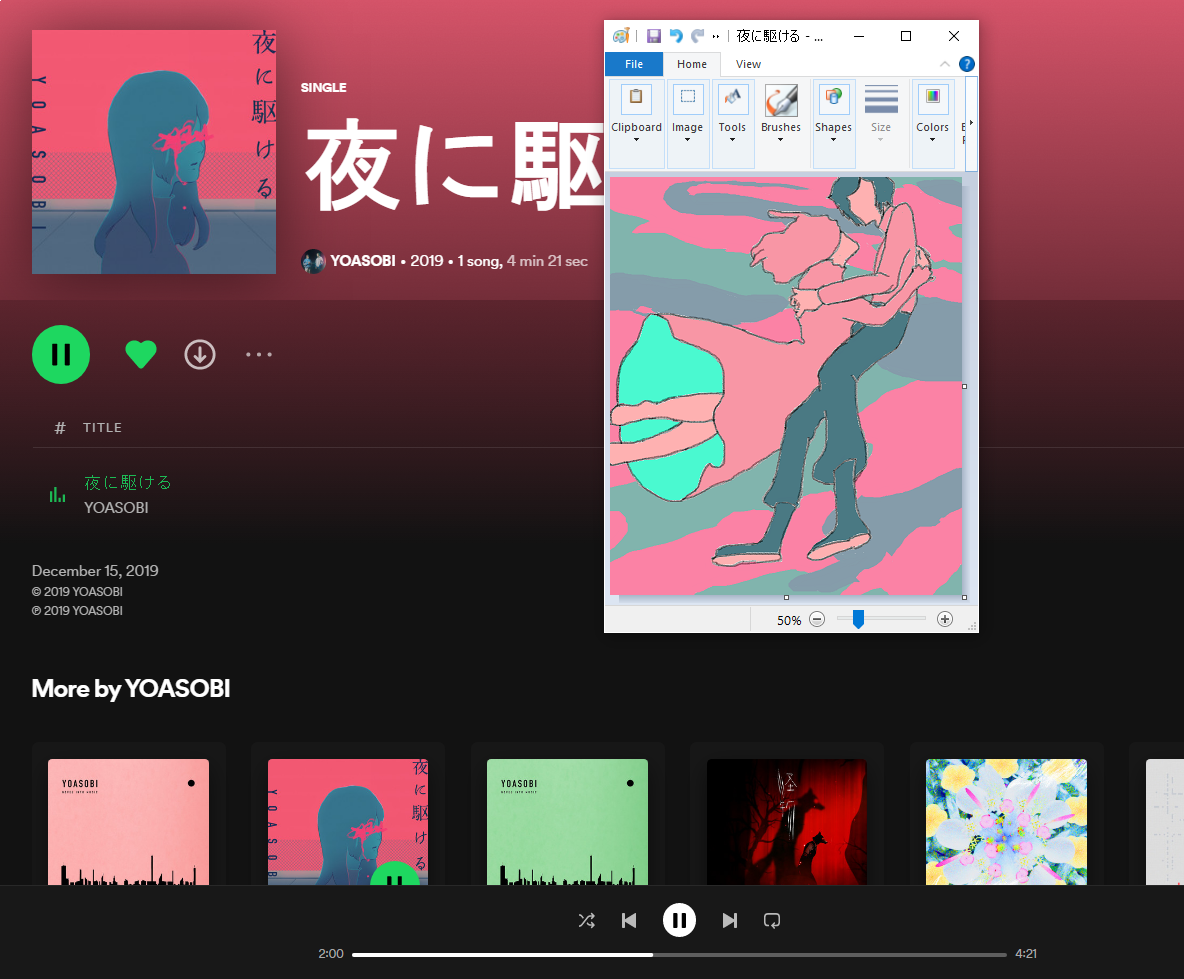 夜に駆ける
YOASOBI
SINGLE
夜に駆
YOASOBI • 2019 • 1 song, 4 min 21 sec
# TITLE
夜に駆ける
YOASOBI
December 15, 2019
© 2019 YOASOBI
℗ 2019 YOASOBI
More by YOASOBI
YOASOBI
夜に駆ける
YOASOBI
YOASOBI
怪
2:00
4:21
夜に駆ける - ...
File
Home
View
?
Clipboard
Image
Tools
Brushes
Shapes
Size
Colors
50%